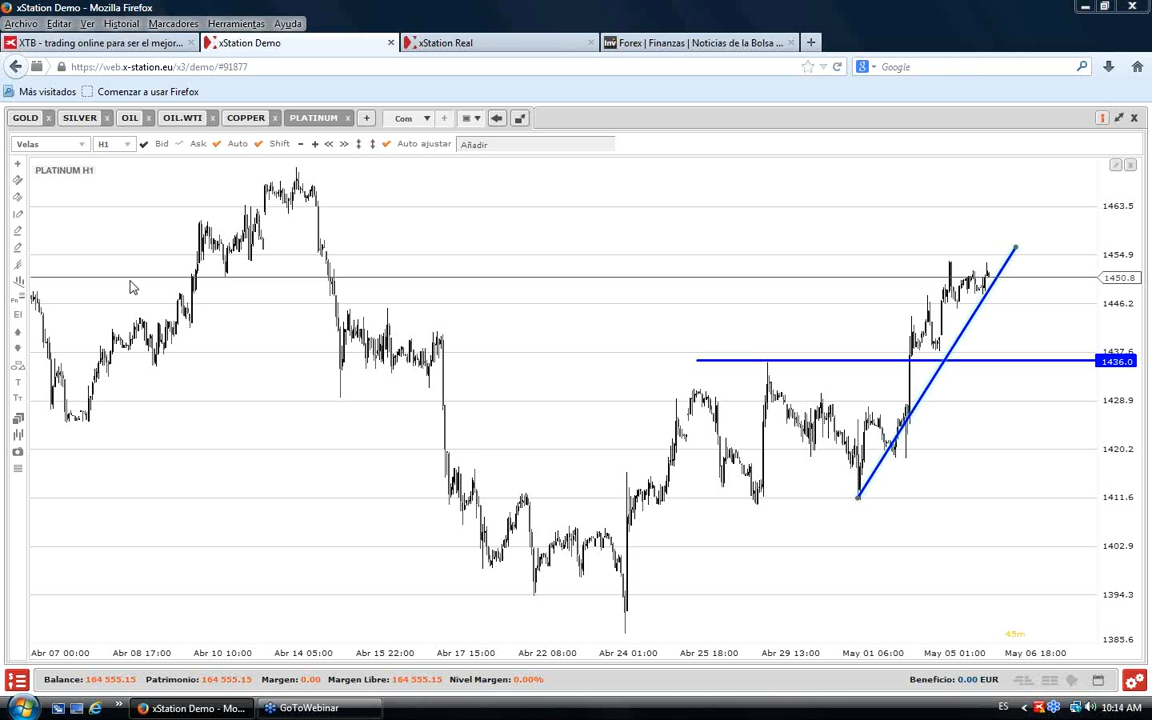 xStation Demo - Mozilla Firefox
Archivo Editar Ver Historial Marcadores Herramientas Ayuda
XTB - trading online para ser el mejor... xStation Demo xStation Real Forex | Finanzas | Noticias de la Bolsa ...
https://web.x-station.eu/x3/demo/#91877 Google
Más visitados Comenzar a usar Firefox
GOLD SILVER OIL OIL.WTI COPPER PLATINUM Com
Velas H1 Bid Ask Auto Shift Auto ajustar Añadir
PLATINUM H1
1463.5
1454.9
1450.8
1446.2
1437.6
1436.0
1428.9
1420.2
1411.6
1402.9
1394.3
45m
1385.6
Abr 07 00:00 Abr 08 17:00 Abr 10 10:00 Abr 14 05:00 Abr 15 22:00 Abr 17 15:00 Abr 22 08:00 Abr 24 01:00 Abr 25 18:00 Abr 29 13:00 May 01 06:00 May 05 01:00 May 06 18:00
Balance: 164 555.15 Patrimonio: 164 555.15 Margen: 0.00 Margen Libre: 164 555.15 Nivel Margen: 0.00% Beneficio: 0.00 EUR
xStation Demo - Mo... GoToWebinar ES 10:14 AM